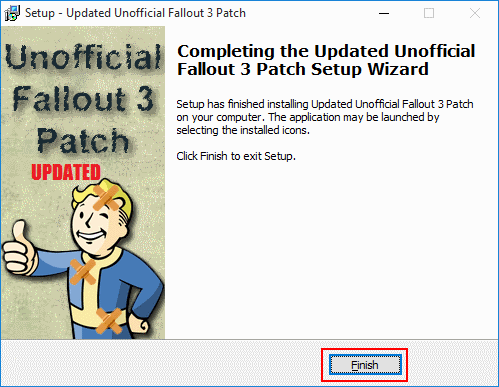 Setup - Updated Unofficial Fallout 3 Patch
Unofficial
Fallout 3
Patch
UPDATED
Completing the Updated Unofficial
Fallout 3 Patch Setup Wizard
Setup has finished installing Updated Unofficial Fallout 3 Patch
on your computer. The application may be launched by
selecting the installed icons.
Click Finish to exit Setup.
Finish